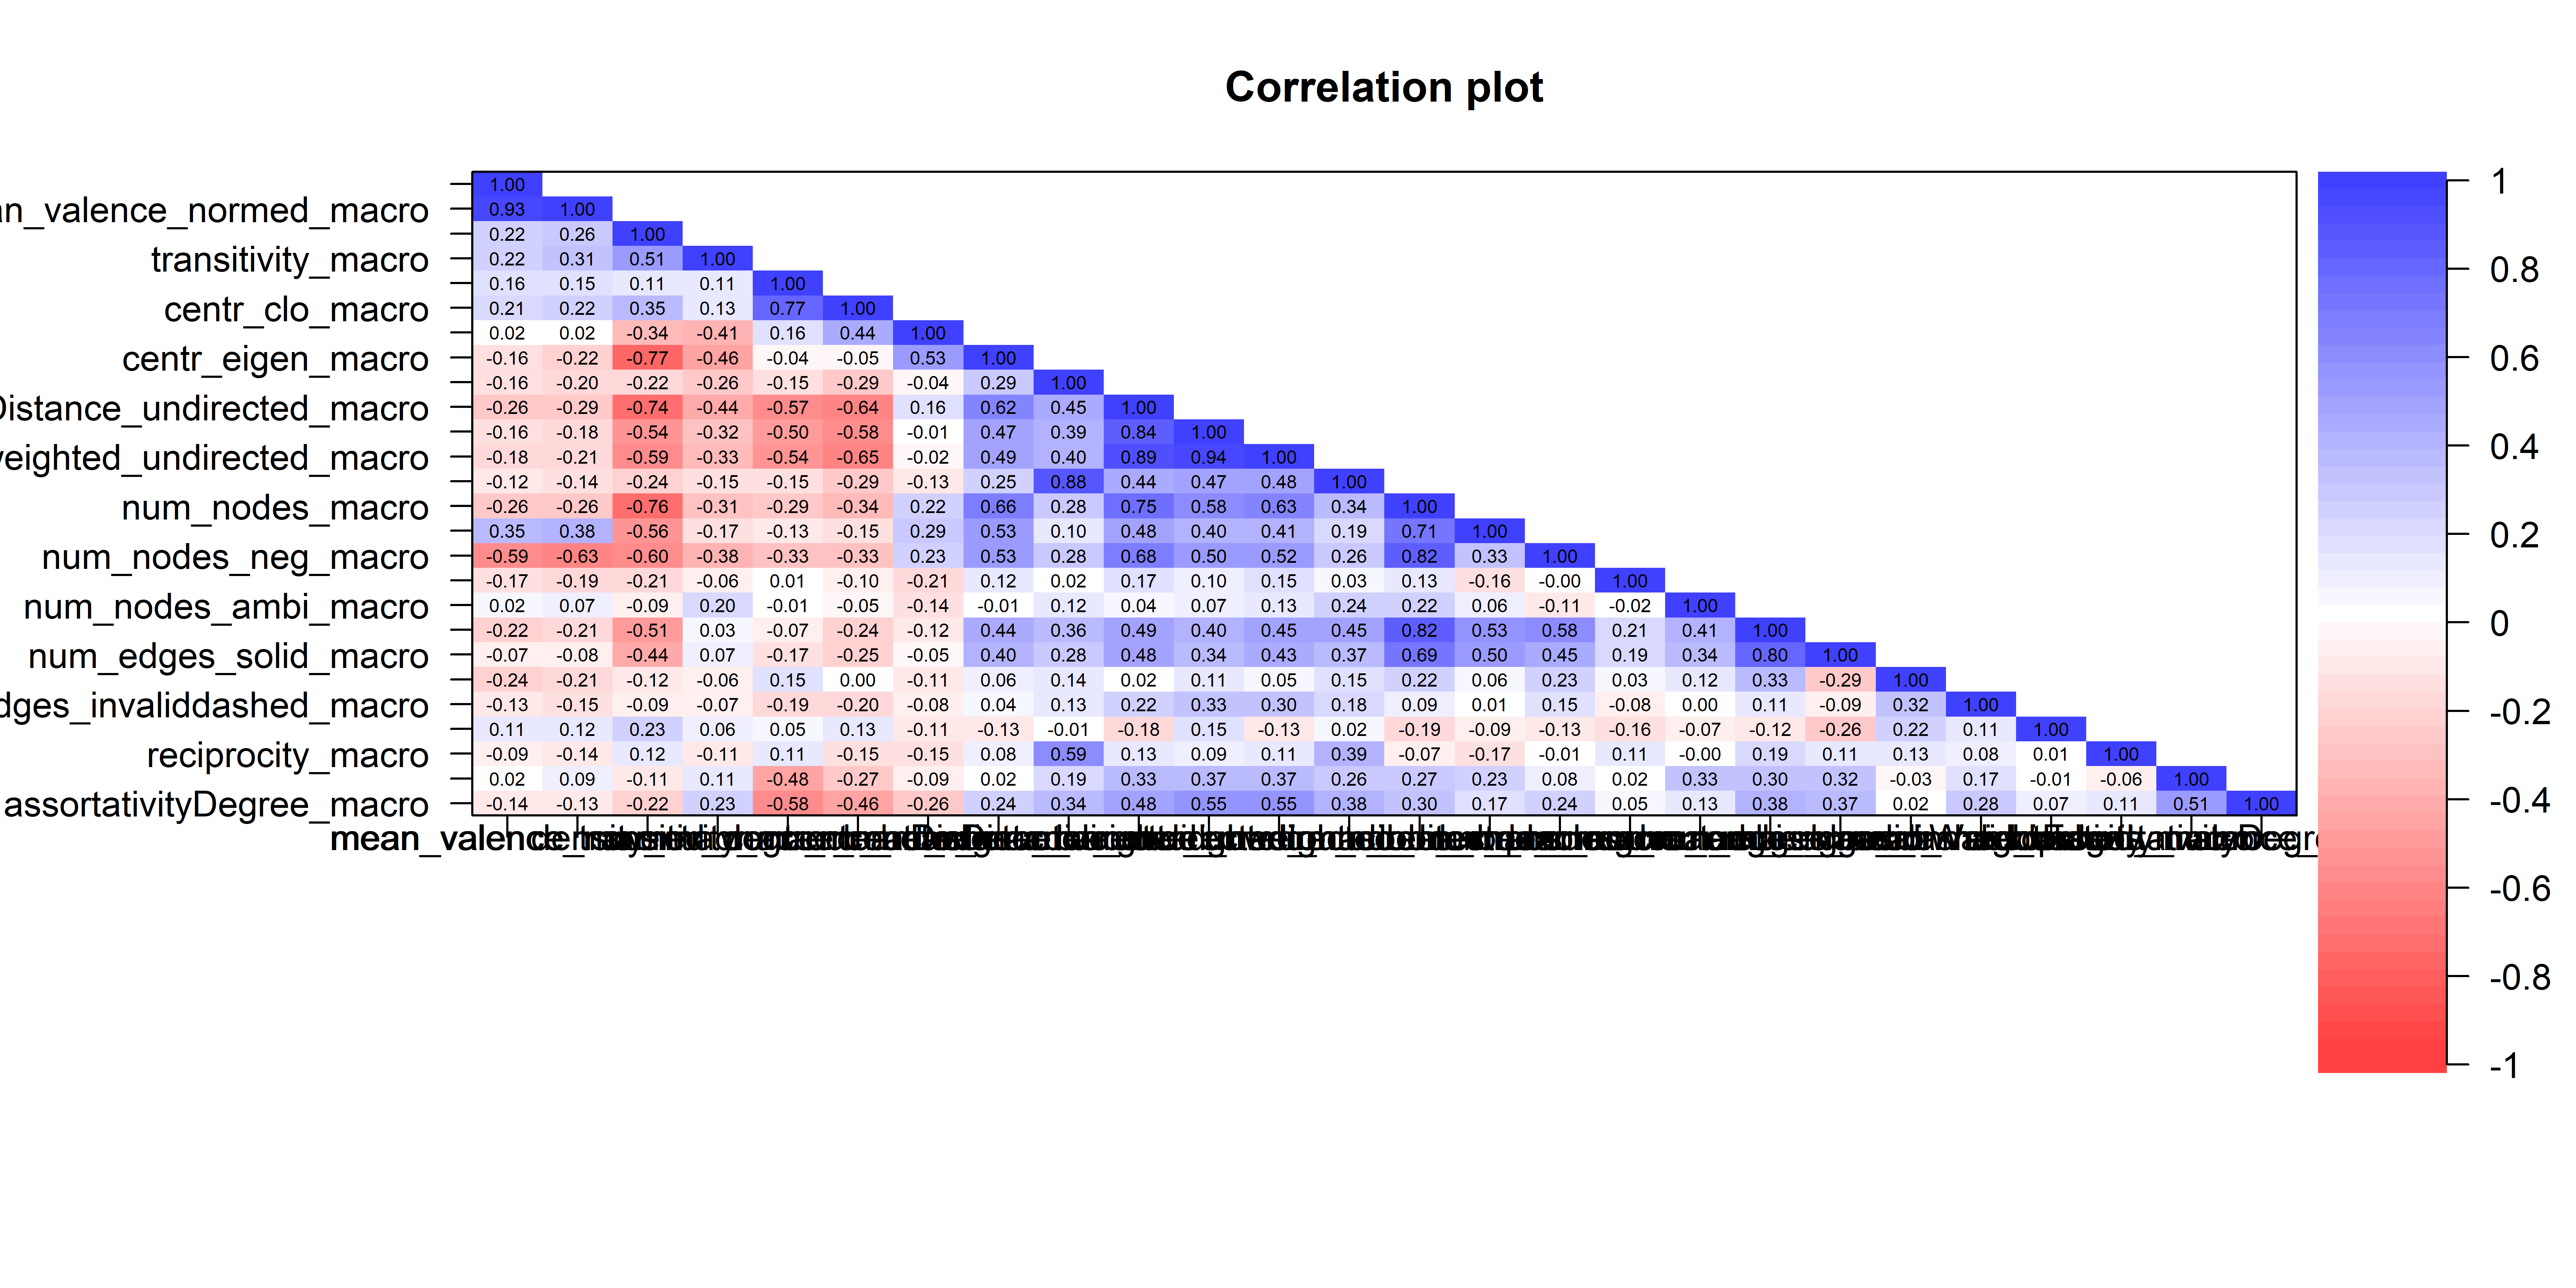 Correlation plot
1.00
an_valence_normed_macro 0.93 1.00
0.22 0.26 1.00
transitivity_macro 0.22 0.31 0.51 1.00
0.16 0.15 0.11 0.11 1.00
centr_clo_macro 0.21 0.22 0.35 0.13 0.77 1.00
0.02 0.02 -0.34 -0.41 0.16 0.44 1.00
centr_eigen_macro -0.16 -0.22 -0.77 -0.46 -0.04 -0.05 0.53 1.00
-0.16 -0.20 -0.22 -0.26 -0.15 -0.29 -0.04 0.29 1.00
Distance_undirected_macro -0.26 -0.29 -0.74 -0.44 -0.57 -0.64 0.16 0.62 0.45 1.00
-0.16 -0.18 -0.54 -0.32 -0.50 -0.58 -0.01 0.47 0.39 0.84 1.00
weighted_undirected_macro -0.18 -0.21 -0.59 -0.33 -0.54 -0.65 -0.02 0.49 0.40 0.89 0.94 1.00
-0.12 -0.14 -0.24 -0.15 -0.15 -0.29 -0.13 0.25 0.88 0.44 0.47 0.48 1.00
num_nodes_macro -0.26 -0.26 -0.76 -0.31 -0.29 -0.34 0.22 0.66 0.28 0.75 0.58 0.63 0.34 1.00
0.35 0.38 -0.56 -0.17 -0.13 -0.15 0.29 0.53 0.10 0.48 0.40 0.41 0.19 0.71 1.00
num_nodes_neg_macro -0.59 -0.63 -0.60 -0.38 -0.33 -0.33 0.23 0.53 0.28 0.68 0.50 0.52 0.26 0.82 0.33 1.00
-0.17 -0.19 -0.21 -0.06 0.01 -0.10 -0.21 0.12 0.02 0.17 0.10 0.15 0.03 0.13 -0.16 -0.00 1.00
num_nodes_ambi_macro 0.02 0.07 -0.09 0.20 -0.01 -0.05 -0.14 -0.01 0.12 0.04 0.07 0.13 0.24 0.22 0.06 -0.11 -0.02 1.00
-0.22 -0.21 -0.51 0.03 -0.07 -0.24 -0.12 0.44 0.36 0.49 0.40 0.45 0.45 0.82 0.53 0.58 0.21 0.41 1.00
num_edges_solid_macro -0.07 -0.08 -0.44 0.07 -0.17 -0.25 -0.05 0.40 0.28 0.48 0.34 0.43 0.37 0.69 0.50 0.45 0.19 0.34 0.80 1.00
-0.24 -0.21 -0.12 -0.06 0.15 0.00 -0.11 0.06 0.14 0.02 0.11 0.05 0.15 0.22 0.06 0.23 0.03 0.12 0.33 -0.29 1.00
dges_invaliddashed_macro -0.13 -0.15 -0.09 -0.07 -0.19 -0.20 -0.08 0.04 0.13 0.22 0.33 0.30 0.18 0.09 0.01 0.15 -0.08 0.00 0.11 -0.09 0.32 1.00
0.11 0.12 0.23 0.06 0.05 0.13 -0.11 -0.13 -0.01 -0.18 0.15 -0.13 0.02 -0.19 -0.09 -0.13 -0.16 -0.07 -0.12 -0.26 0.22 0.11 1.00
reciprocity_macro -0.09 -0.14 0.12 -0.11 0.11 -0.15 -0.15 0.08 0.59 0.13 0.09 0.11 0.39 -0.07 -0.17 -0.01 0.11 -0.00 0.19 0.11 0.13 0.08 0.01 1.00
0.02 0.09 -0.11 0.11 -0.48 -0.27 -0.09 0.02 0.19 0.33 0.37 0.37 0.26 0.27 0.23 0.08 0.02 0.33 0.30 0.32 -0.03 0.17 -0.01 -0.06 1.00
assortativityDegree_macro -0.14 -0.13 -0.22 0.23 -0.58 -0.46 -0.26 0.24 0.34 0.48 0.55 0.55 0.38 0.30 0.17 0.24 0.05 0.13 0.38 0.37 0.02 0.28 0.07 0.11 0.51 1.00
mean_valence_
1
0.8
0.6
0.4
0.2
0
-0.2
-0.4
-0.6
-0.8
-1